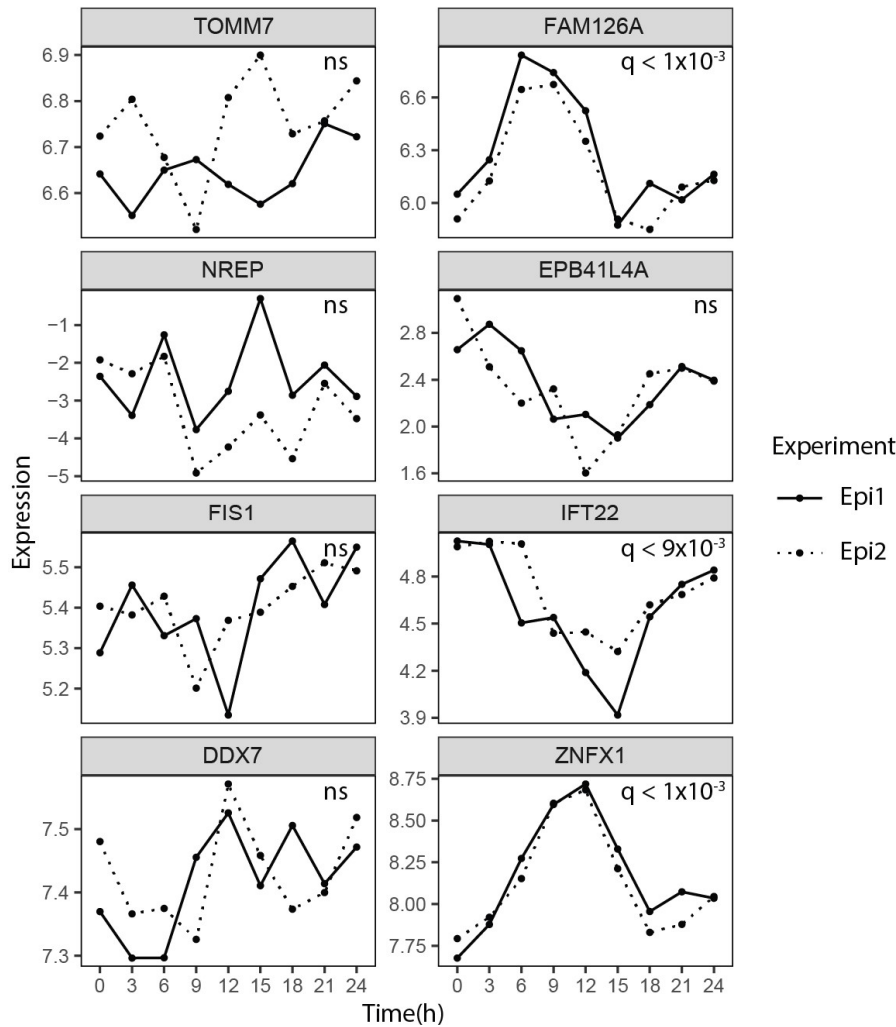 TOMM7
ns
6.9
6.8
6.7
6.6
FAM126A
q < 1x10⁻³
6.6
6.3
6.0
NREP
ns
−1
−2
−3
−4
−5
EPB41L4A
ns
2.8
2.4
2.0
1.6
Expression
FIS1
ns
5.5
5.4
5.3
5.2
IFT22
q < 9x10⁻³
4.8
4.5
4.2
3.9
DDX7
ns
7.5
7.4
7.3
0 3 6 9 12 15 18 21 24
ZNFX1
q < 1x10⁻³
8.75
8.50
8.25
8.00
7.75
0 3 6 9 12 15 18 21 24
Time(h)
Experiment
Epi1
Epi2